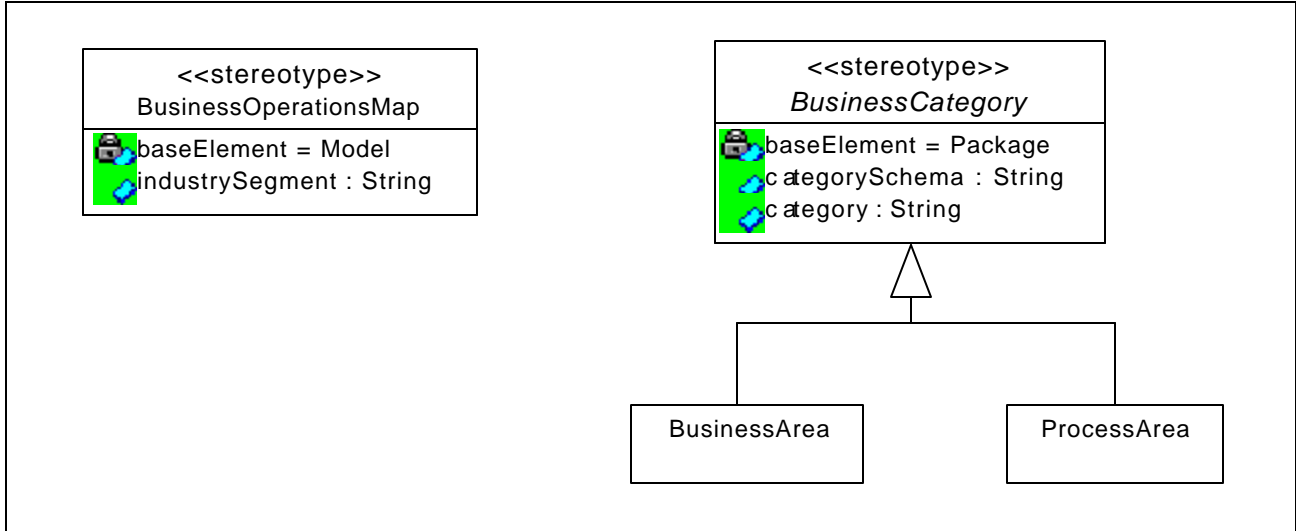 <<stereotype>>
BusinessOperationsMap
baseElement = Model
industrySegment : String
<<stereotype>>
BusinessCategory
baseElement = Package
categorySchema : String
category : String
BusinessArea
ProcessArea